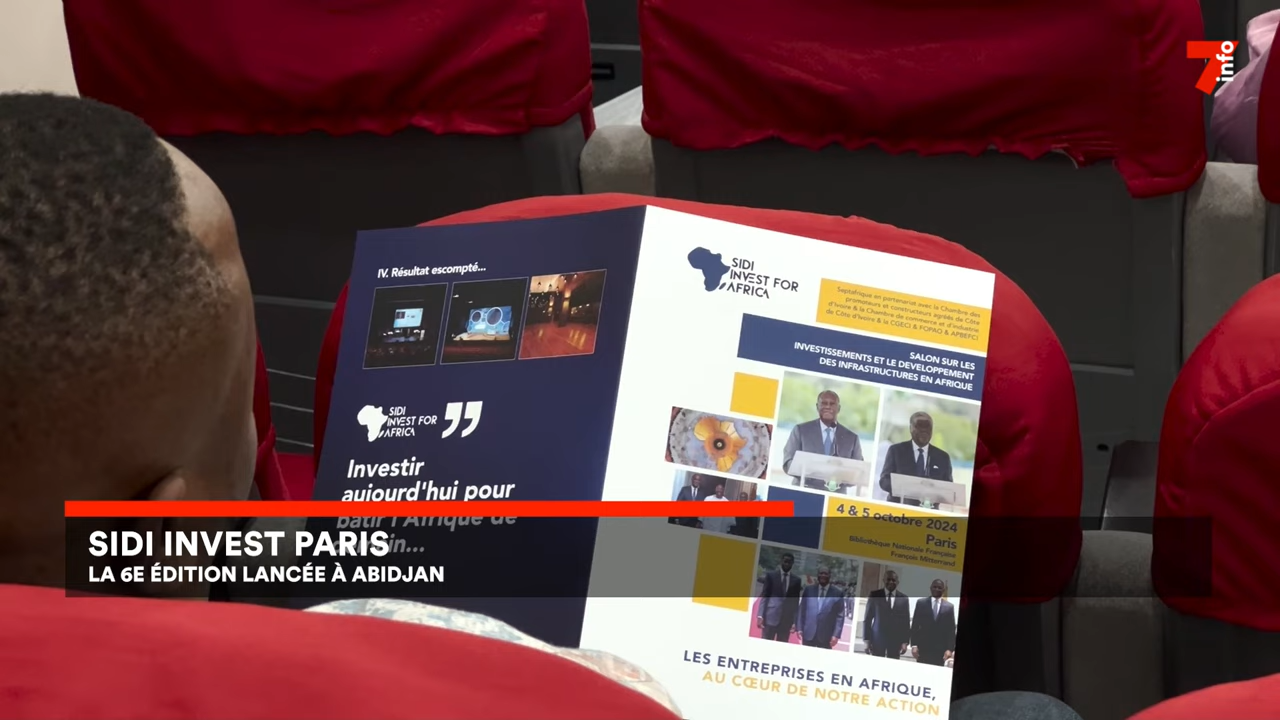 7info
IV. Résultat escompté...
SIDI
INVEST FOR
AFRICA
Investir
aujourd'hui pour
bâtir l'Afrique de
SIDI
INVEST FOR
AFRICA
Septafrique en partenariat avec la Chambre des
promoteurs et constructeurs agréés de Côte
d'Ivoire & la Chambre de commerce et d'industrie
de Côte d'Ivoire & la CGECI & FOPAO & APBEFCI
SALON SUR LES
INVESTISSEMENTS ET LE DEVELOPPEMENT
DES INFRASTRUCTURES EN AFRIQUE
4 & 5 octobre 2024
Paris
Bibliothèque Nationale Française
François Mitterrand
LES ENTREPRISES EN AFRIQUE,
AU CŒUR DE NOTRE ACTION
SIDI INVEST PARIS
LA 6E ÉDITION LANCÉE À ABIDJAN